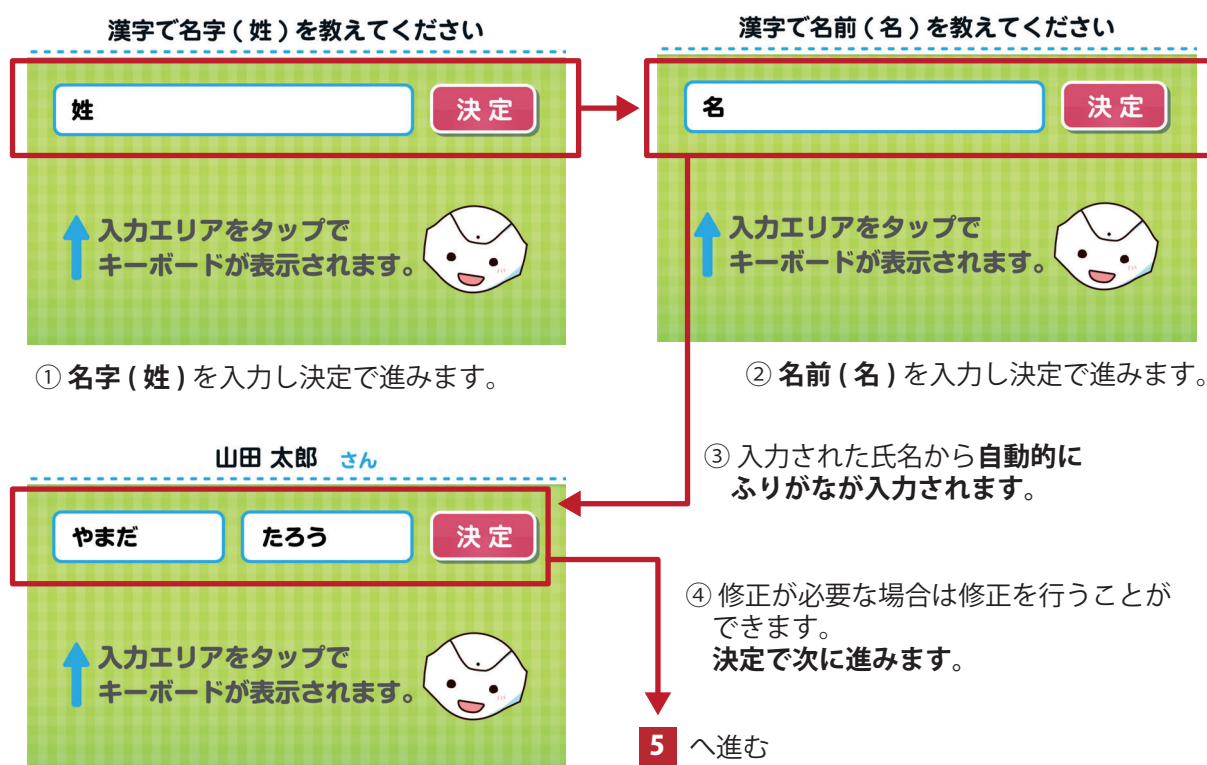 漢字で名字 ( 姓 ) を教えてください
姓
決定
入力エリアをタップで
キーボードが表示されます。
① 名字 ( 姓 ) を入力し決定で進みます。
漢字で名前 ( 名 ) を教えてください
名
決定
入力エリアをタップで
キーボードが表示されます。
② 名前 ( 名 ) を入力し決定で進みます。
③ 入力された氏名から自動的に
ふりがなが入力されます。
山田 太郎 さん
やまだ
たろう
決定
入力エリアをタップで
キーボードが表示されます。
④ 修正が必要な場合は修正を行うことが
できます。
決定で次に進みます。
5 へ進む